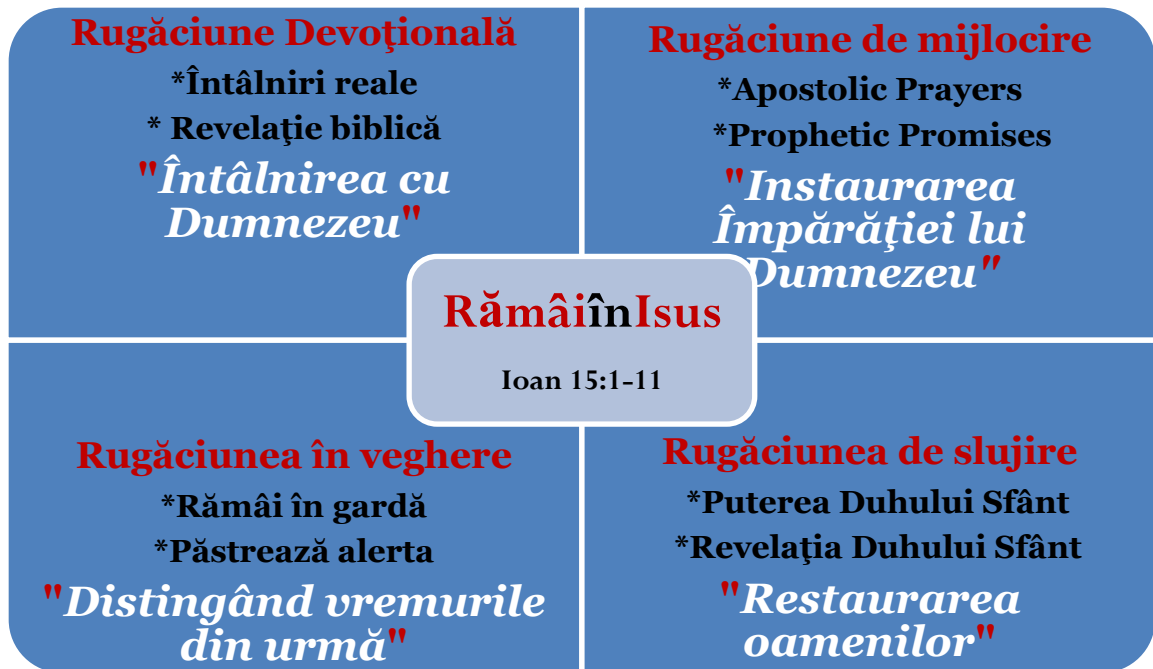 Rugăciune Devoţională
*Întâlniri reale
* Revelaţie biblică
"Întâlnirea cu
Dumnezeu"
Rugăciune de mijlocire
*Apostolic Prayers
*Prophetic Promises
"Instaurarea
Împărăţiei lui
Dumnezeu"
RămâiînIsus
Ioan 15:1-11
Rugăciunea în veghere
*Rămâi în gardă
*Păstrează alerta
"Distingând vremurile
din urmă"
Rugăciunea de slujire
*Puterea Duhului Sfânt
*Revelaţia Duhului Sfânt
"Restaurarea
oamenilor"